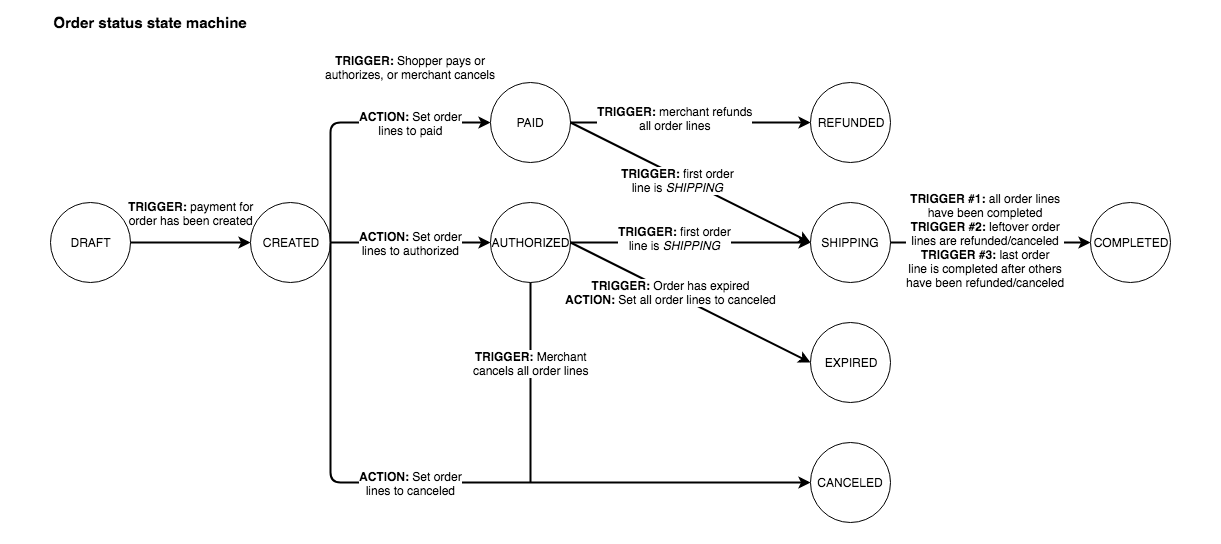 Order status state machine
TRIGGER: Shopper pays or
authorizes, or merchant cancels
ACTION: Set order
lines to paid
PAID
TRIGGER: merchant refunds
all order lines
REFUNDED
TRIGGER: first order
line is SHIPPING
DRAFT
TRIGGER: payment for
order has been created
CREATED
ACTION: Set order
lines to authorized
AUTHORIZED
TRIGGER: first order
line is SHIPPING
SHIPPING
TRIGGER #1: all order lines
have been completed
TRIGGER #2: leftover order
lines are refunded/canceled
TRIGGER #3: last order
line is completed after others
have been refunded/canceled
COMPLETED
TRIGGER: Order has expired
ACTION: Set all order lines to canceled
TRIGGER: Merchant
cancels all order lines
EXPIRED
ACTION: Set order
lines to canceled
CANCELED